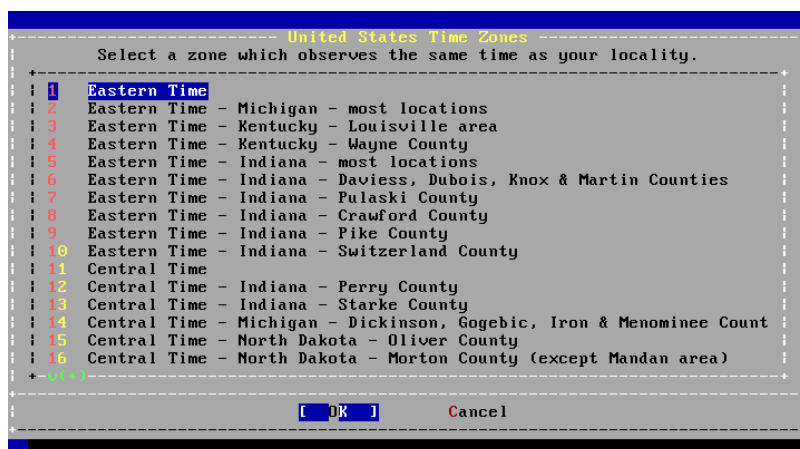 United States Time Zones
Select a zone which observes the same time as your locality.
1 Eastern Time
2 Eastern Time - Michigan - most locations
3 Eastern Time - Kentucky - Louisville area
4 Eastern Time - Kentucky - Wayne County
5 Eastern Time - Indiana - most locations
6 Eastern Time - Indiana - Daviess, Dubois, Knox & Martin Counties
7 Eastern Time - Indiana - Pulaski County
8 Eastern Time - Indiana - Crawford County
9 Eastern Time - Indiana - Pike County
10 Eastern Time - Indiana - Switzerland County
11 Central Time
12 Central Time - Indiana - Perry County
13 Central Time - Indiana - Starke County
14 Central Time - Michigan - Dickinson, Gogebic, Iron & Menominee Count
15 Central Time - North Dakota - Oliver County
16 Central Time - North Dakota - Morton County (except Mandan area)
v(+)
[ OK ] Cancel